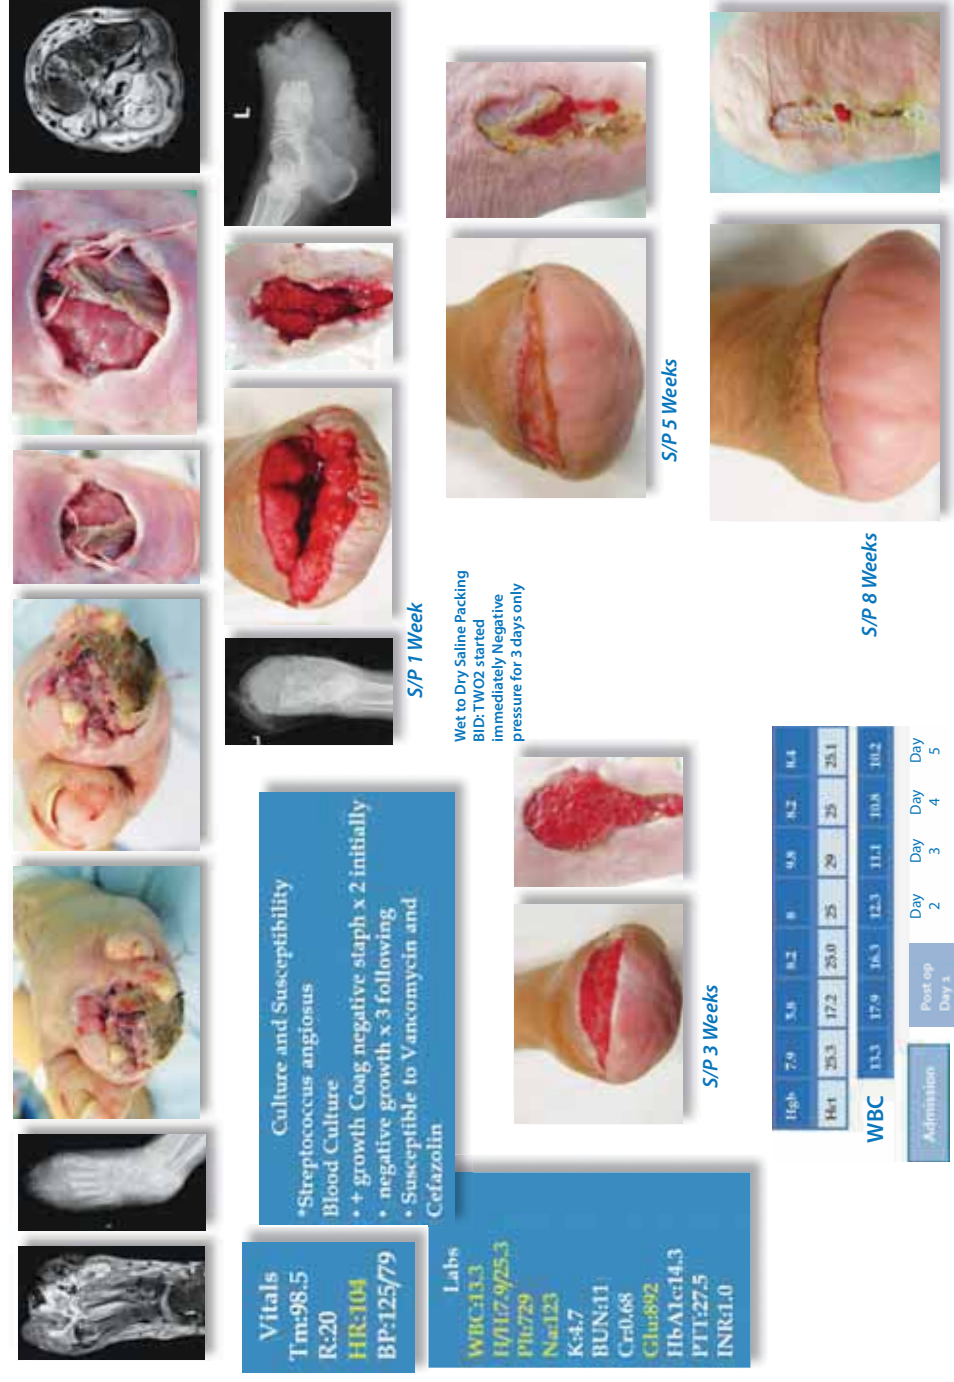 Vitals
Tm:98.5
R:20
HR:104
BP:125/79
Labs
WBC:13.3
H/H:7.9/25.3
Plt:729
Na:123
K:4.7
BUN:11
Cr:0.68
Glu:892
HbA1c:14.3
PTT:27.5
INR:1.0
Culture and Susceptibility
*Streptococcus angiosus
Blood Culture
• + growth Coag negative staph x 2 initially
• negative growth x 3 following
• Susceptible to Vancomycin and
Cefazolin
L
S/P 1 Week
Wet to Dry Saline Packing
BID: TWO2 started
immediately Negative
pressure for 3 days only
S/P 3 Weeks
S/P 5 Weeks
S/P 8 Weeks
Hgb 7.9 5.8 8.2 8 9.8 8.2 8.4
Hct 25.3 17.2 25.0 25 29 25 25.1
WBC 13.3 17.9 16.3 12.3 11.1 10.8 10.2
Admission
Post op
Day 1
Day
2
Day
3
Day
4
Day
5